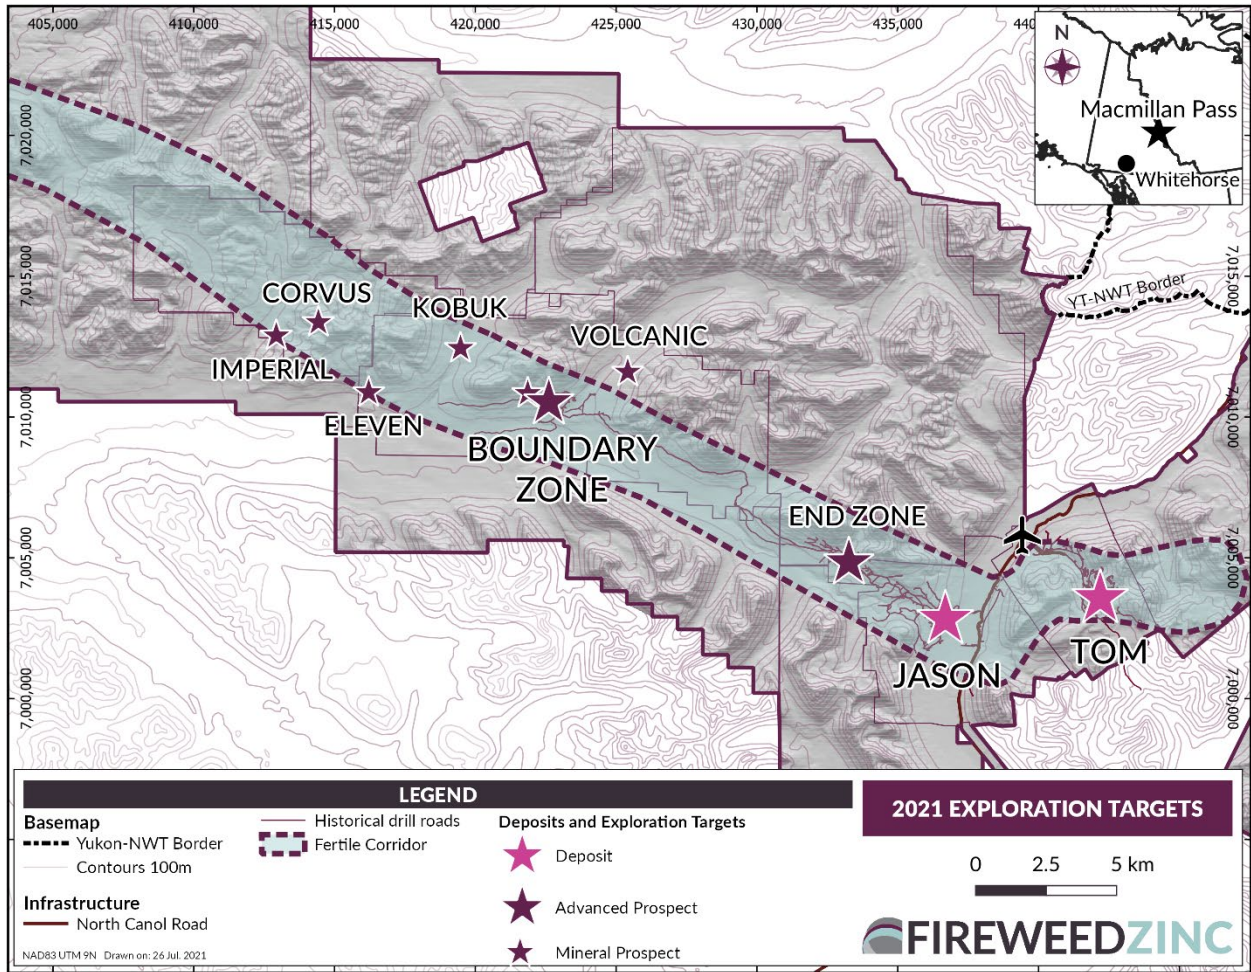 405,000
410,000
415,000
420,000
425,000
430,000
435,000
N
Macmillan Pass
Whitehorse
7,020,000
7,015,000
7,015,000
YT-NWT Border
CORVUS
KOBUK
VOLCANIC
IMPERIAL
ELEVEN
7,010,000
7,010,000
BOUNDARY
ZONE
END ZONE
7,005,000
7,005,000
JASON
TOM
7,000,000
7,000,000
LEGEND
Basemap
Yukon-NWT Border
Contours 100m
Infrastructure
North Canol Road
NAD83 UTM 9N Drawn on: 26 Jul. 2021
Historical drill roads
Fertile Corridor
Deposits and Exploration Targets
Deposit
Advanced Prospect
Mineral Prospect
2021 EXPLORATION TARGETS
0 2.5 5 km
FIREWEEDZINC